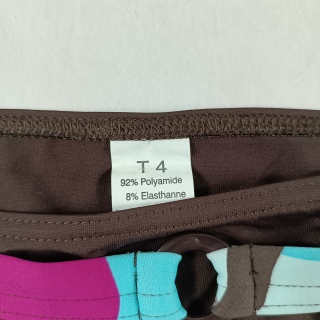 T 4
92% Polyamide
8% Elasthanne